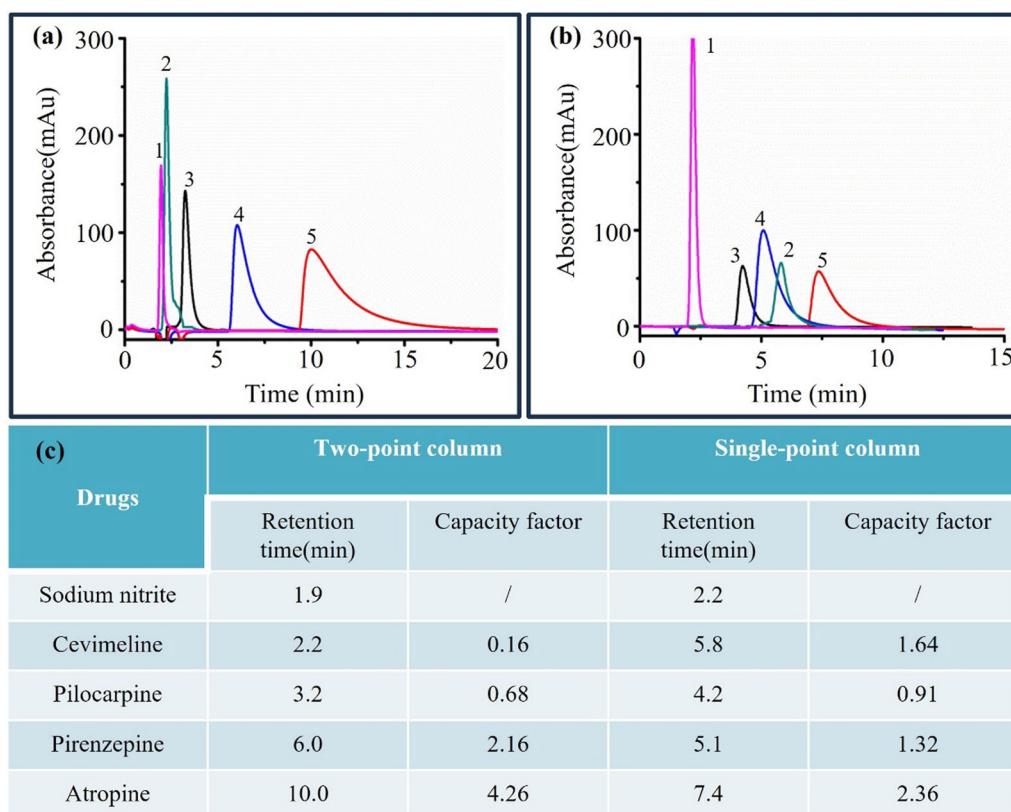 (a)
300
200
100
0
Absorbance(mAu)
1
2
3
4
5
0 5 10 15 20
Time (min)
(b)
300
200
100
0
Absorbance(mAu)
1
3
4
2
5
0 5 10 15
Time (min)
(c)
Drugs
Two-point column
Single-point column
Retention
time(min)
Capacity factor
Retention
time(min)
Capacity factor
Sodium nitrite 1.9 / 2.2 /
Cevimeline 2.2 0.16 5.8 1.64
Pilocarpine 3.2 0.68 4.2 0.91
Pirenzepine 6.0 2.16 5.1 1.32
Atropine 10.0 4.26 7.4 2.36